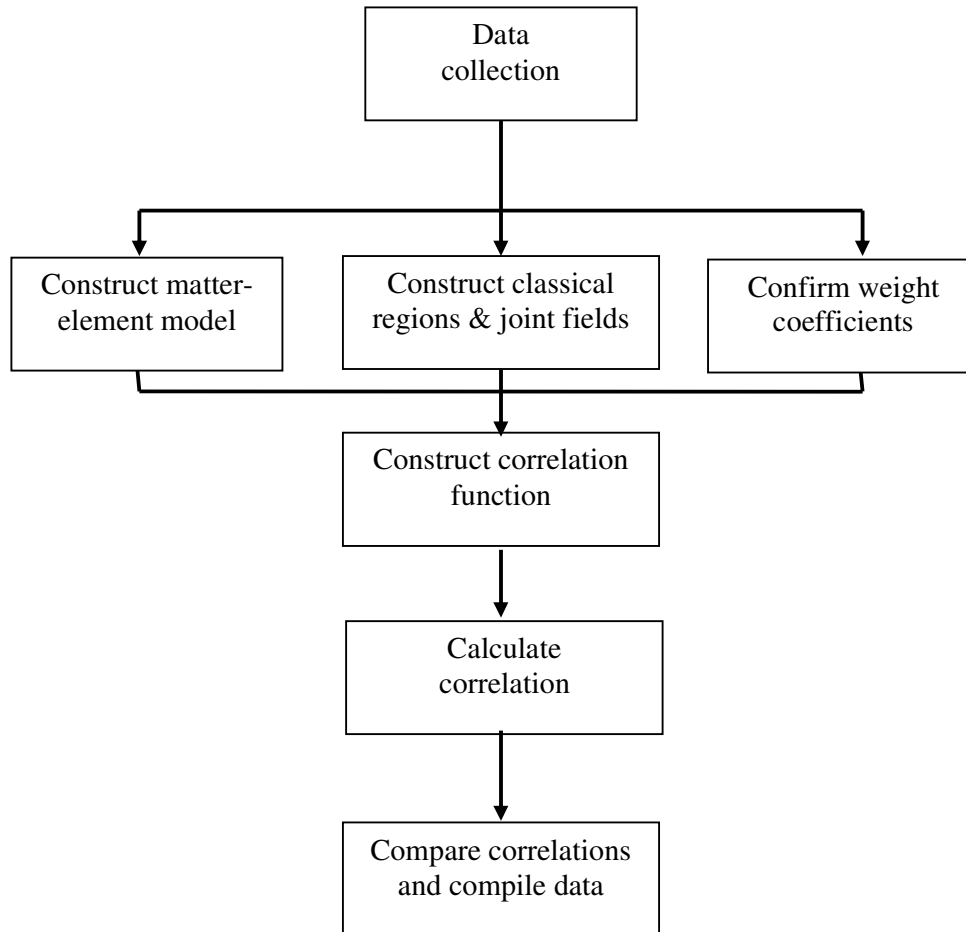 Data
collection
Construct matter-
element model
Construct classical
regions & joint fields
Confirm weight
coefficients
Construct correlation
function
Calculate
correlation
Compare correlations
and compile data